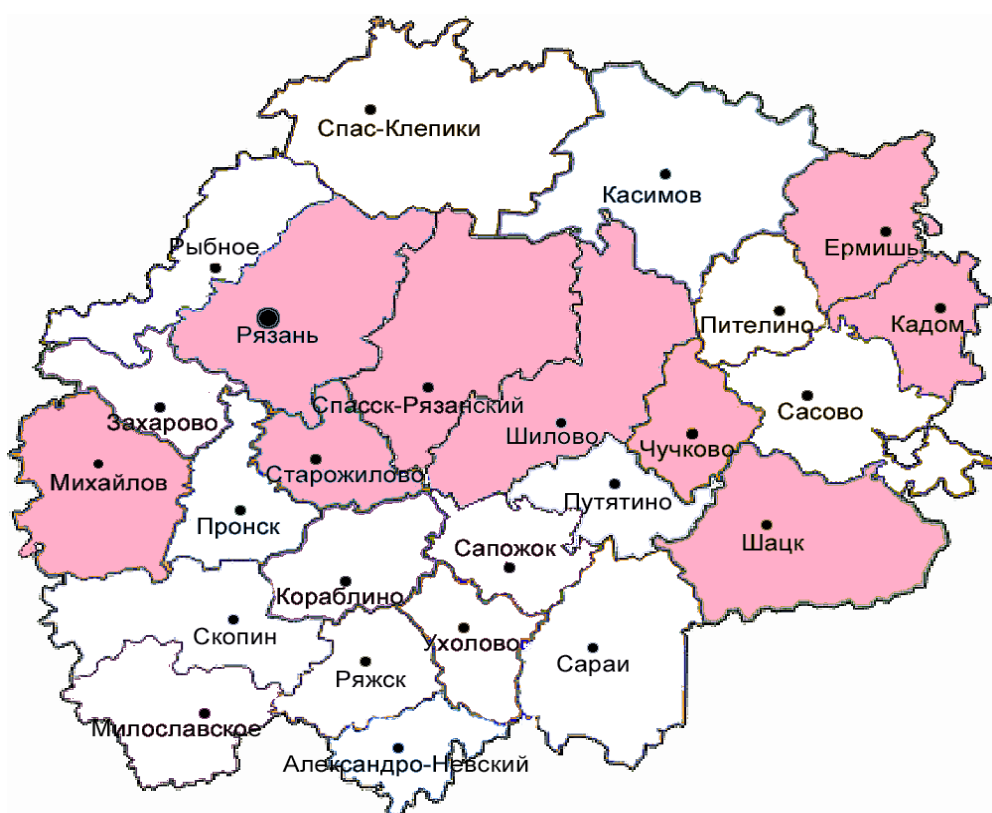 Спас-Клепики
Касимов
Рыбное
Ермишь
Рязань
Пителино
Кадом
Захарово
Спасск-Рязанский
Сасово
Шилово
Чучково
Михайлов
Старожилово
Путятино
Пронск
Шацк
Сапожок
Кораблино
Скопин
Ухолово
Сараи
Ряжск
Милославское
Александро-Невский